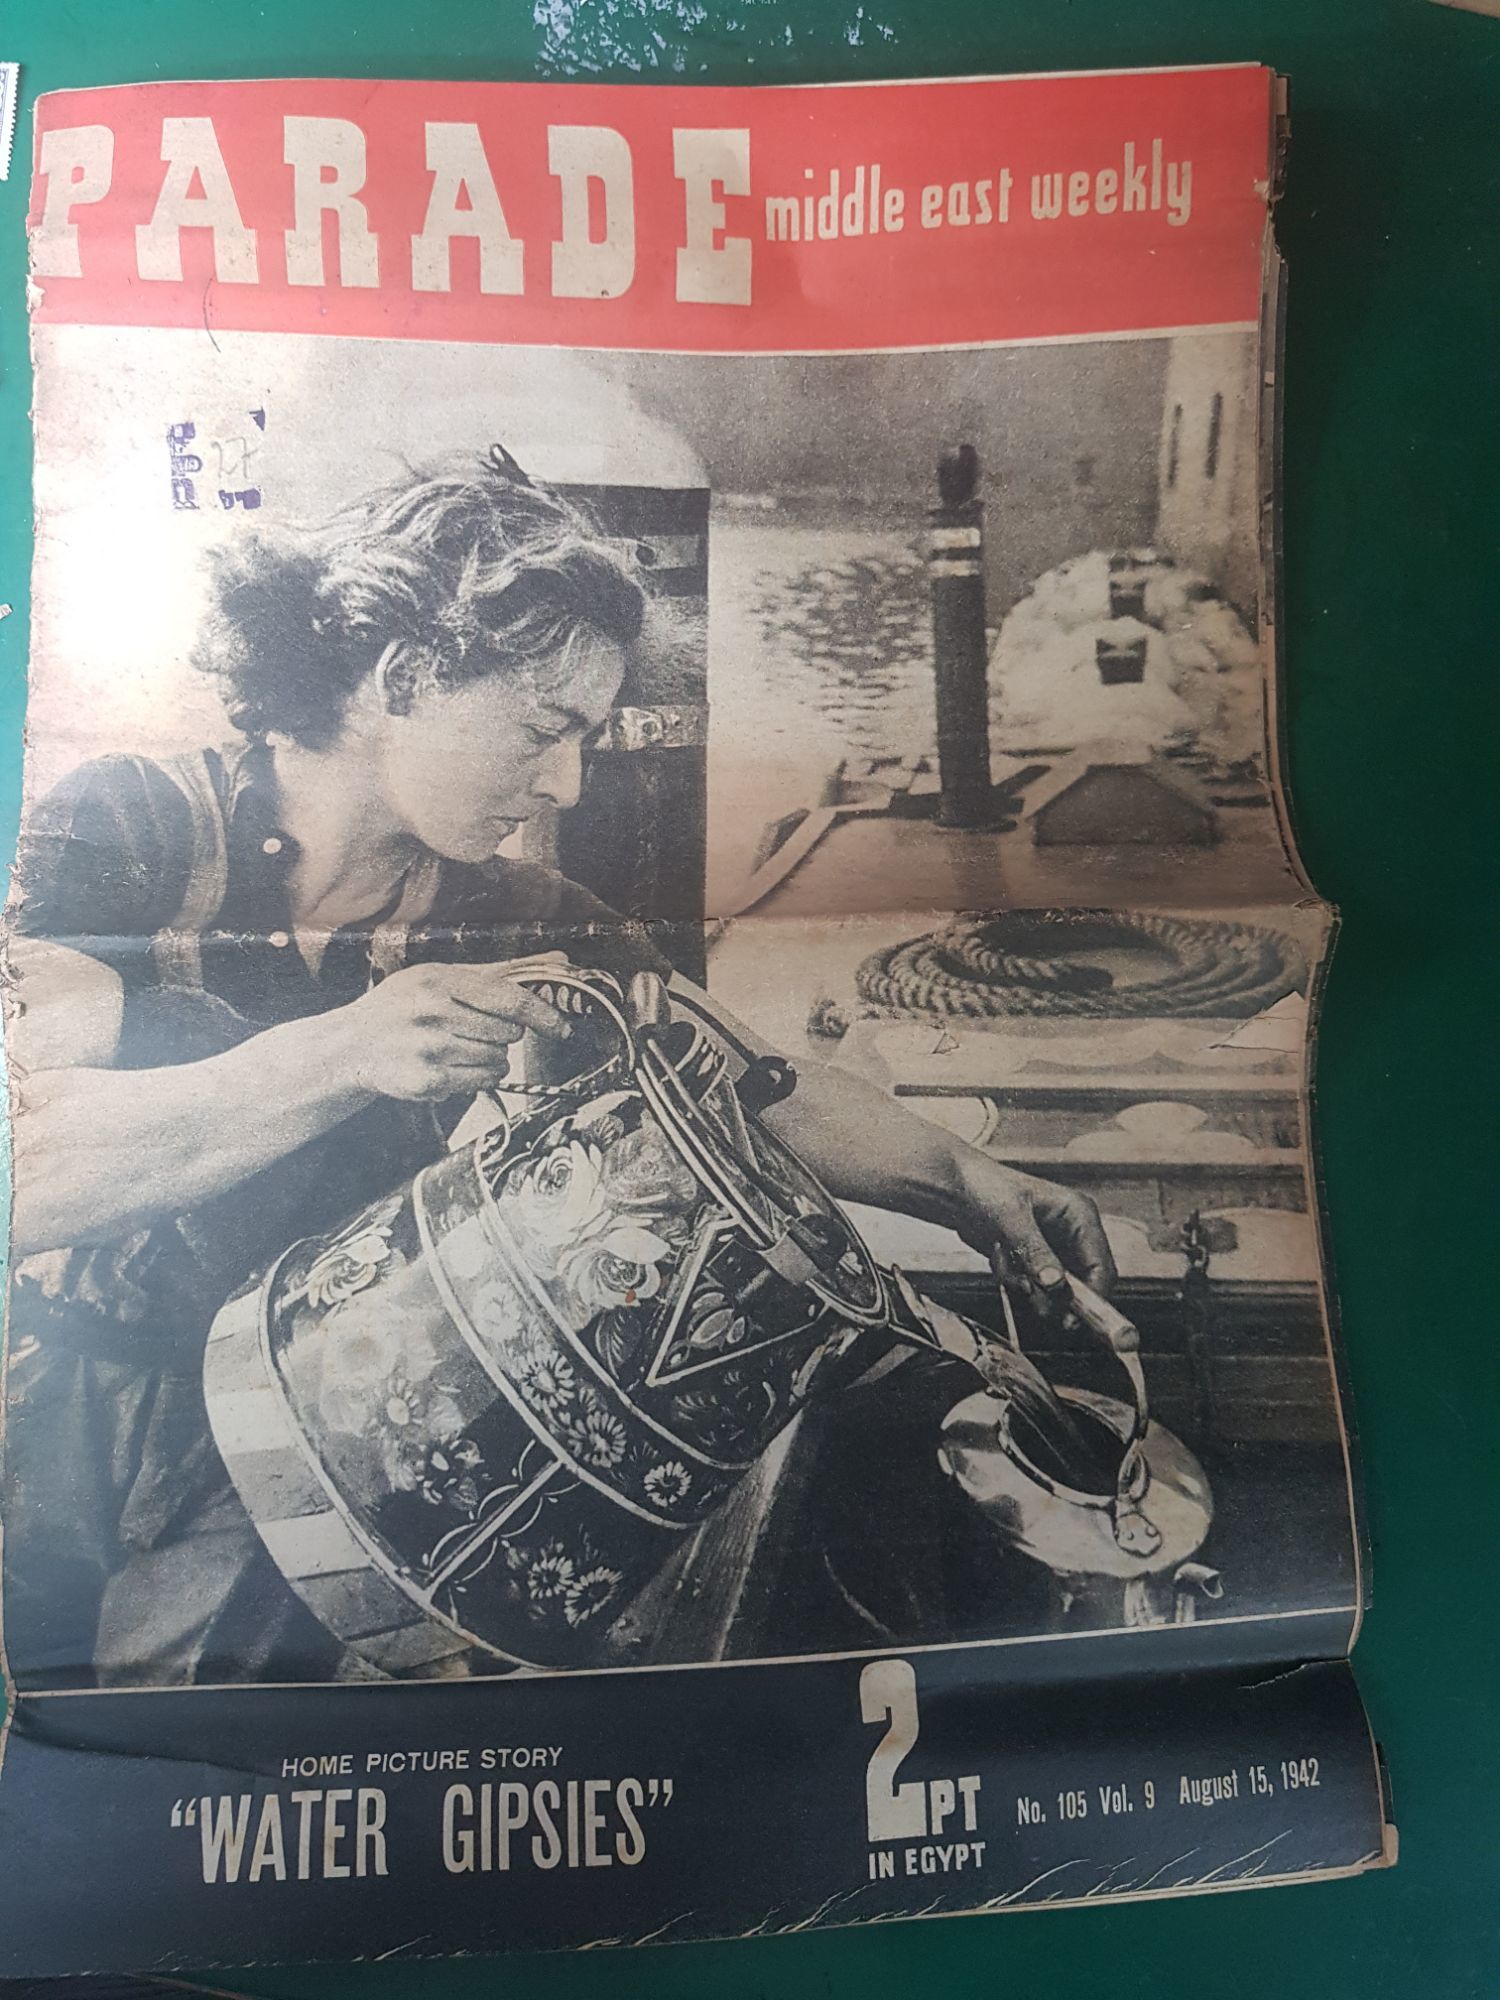 PARADE middle east weekly
27
HOME PICTURE STORY
“WATER GIPSIES”
2PT
IN EGYPT
No. 105 Vol. 9 August 15, 1942